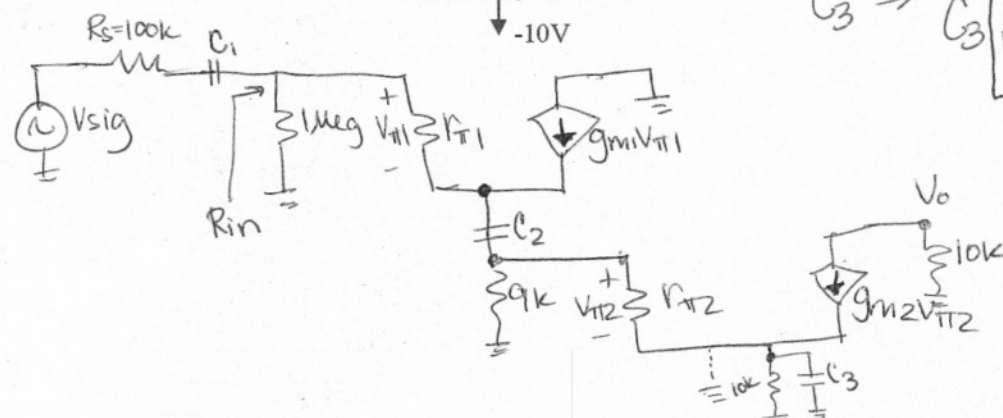 -10V
C3 ⇒ C3
Rs=100k
C1
Vsig
1Meg
+
Vπ1
-
rπ1
gm1Vπ1
Rin
C2
9k
+
Vπ2
-
rπ2
Vo
10k
gm2Vπ2
10k
C3